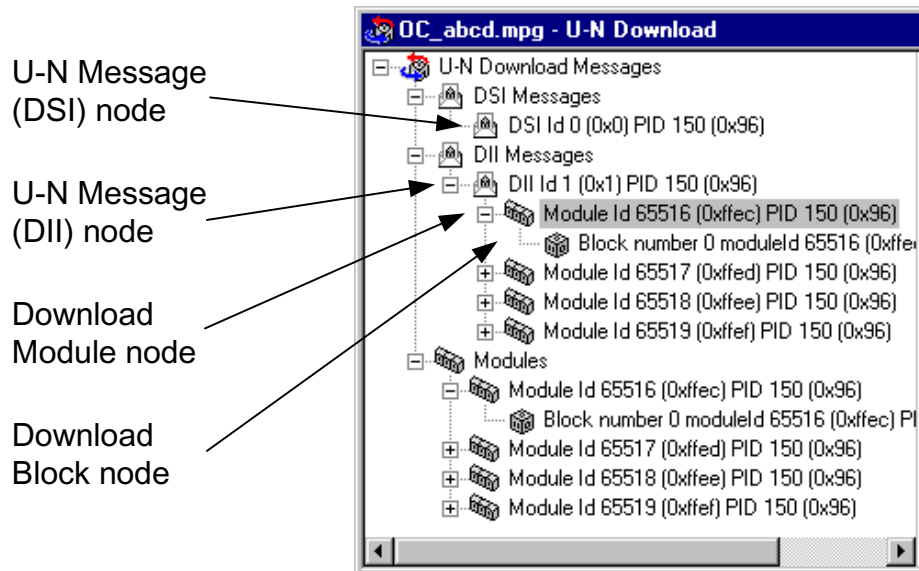 OC_abcd.mpg - U-N Download
U-N Message
(DSI) node
U-N Message
(DII) node
Download
Module node
Download
Block node
U-N Download Messages
DSI Messages
DSI Id 0 (0x0) PID 150 (0x96)
DII Messages
DII Id 1 (0x1) PID 150 (0x96)
Module Id 65516 (0xffec) PID 150 (0x96)
Block number 0 moduleId 65516 (0xffe
Module Id 65517 (0xffed) PID 150 (0x96)
Module Id 65518 (0xffee) PID 150 (0x96)
Module Id 65519 (0xffef) PID 150 (0x96)
Modules
Module Id 65516 (0xffec) PID 150 (0x96)
Block number 0 moduleId 65516 (0xffec) PI
Module Id 65517 (0xffed) PID 150 (0x96)
Module Id 65518 (0xffee) PID 150 (0x96)
Module Id 65519 (0xffef) PID 150 (0x96)